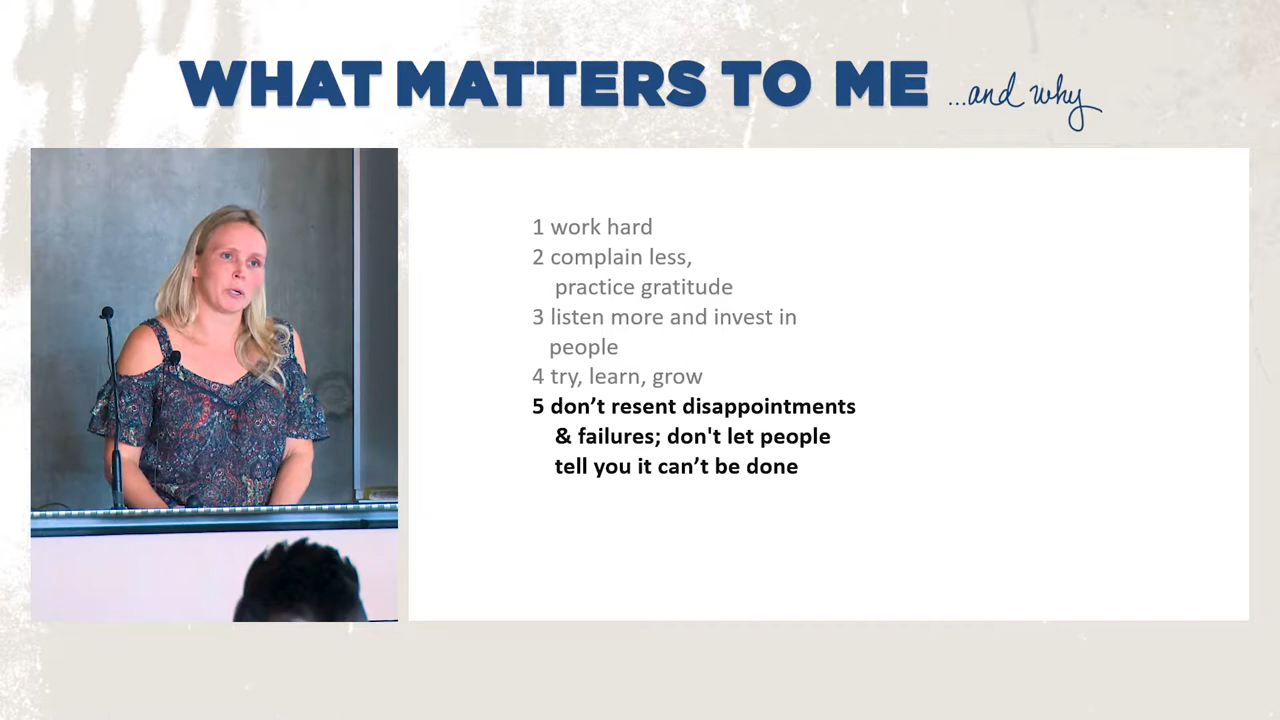 WHAT MATTERS TO ME ...and why
1 work hard
2 complain less,
practice gratitude
3 listen more and invest in
people
4 try, learn, grow
5 don’t resent disappointments
& failures; don't let people
tell you it can’t be done